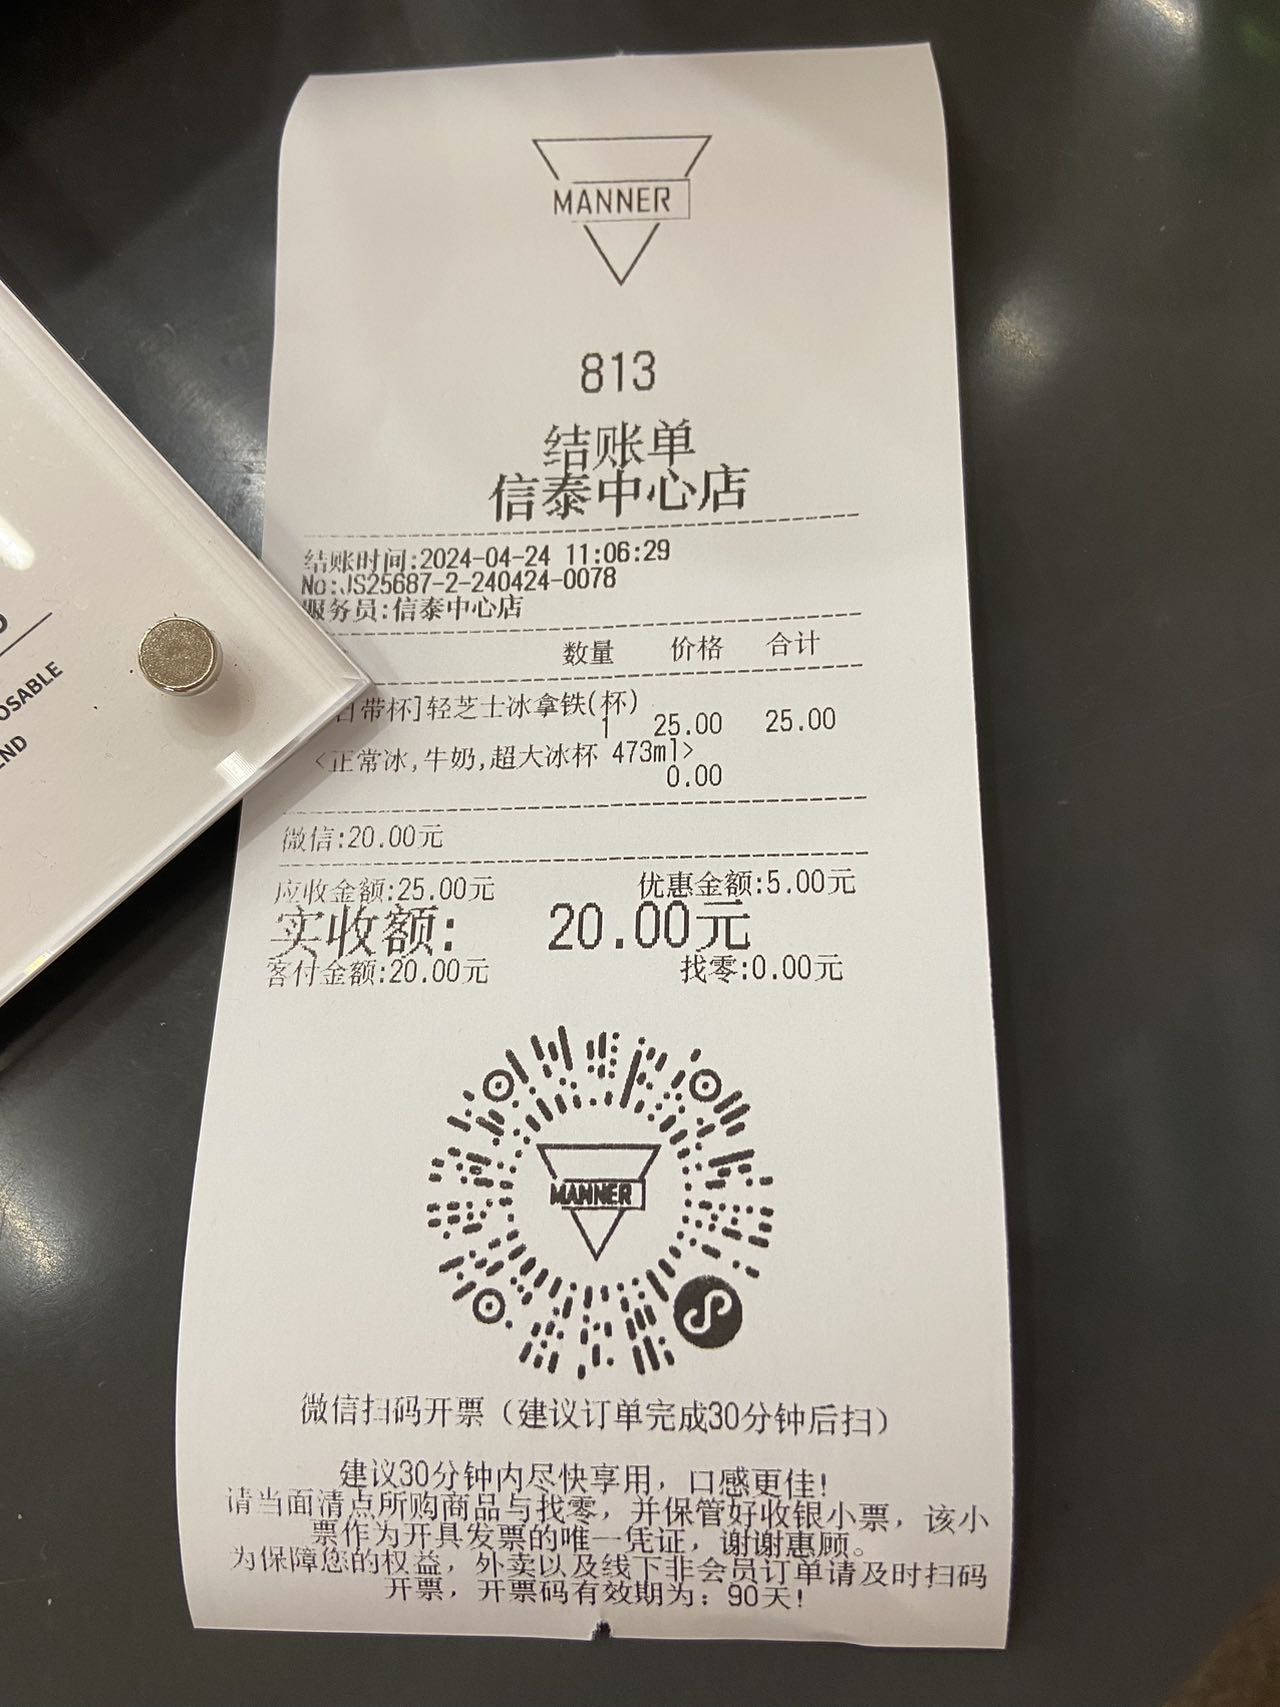 MANNER
813
结账单
信泰中心店
结账时间:2024-04-24 11:06:29
No:JS25687-2-240424-0078
服务员:信泰中心店
数量 价格 合计
自带杯]轻芝士冰拿铁(杯)
1 25.00 25.00
<正常冰,牛奶,超大冰杯 473ml>
0.00
微信:20.00元
应收金额:25.00元 优惠金额:5.00元
实收额: 20.00元
客付金额:20.00元 找零:0.00元
MANNER
微信扫码开票（建议订单完成30分钟后扫）
建议30分钟内尽快享用，口感更佳!
请当面清点所购商品与找零，并保管好收银小票，该小
票作为开具发票的唯一凭证，谢谢惠顾。
为保障您的权益，外卖以及线下非会员订单请及时扫码
开票，开票码有效期为：90天!
OSABLE
END